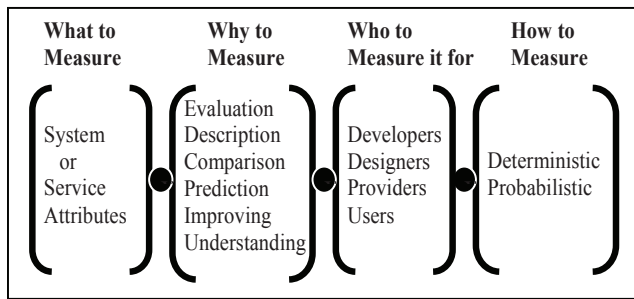 What to
Measure
Why to
Measure
Who to
Measure it for
How to
Measure
System
or
Service
Attributes
Evaluation
Description
Comparison
Prediction
Improving
Understanding
Developers
Designers
Providers
Users
Deterministic
Probabilistic